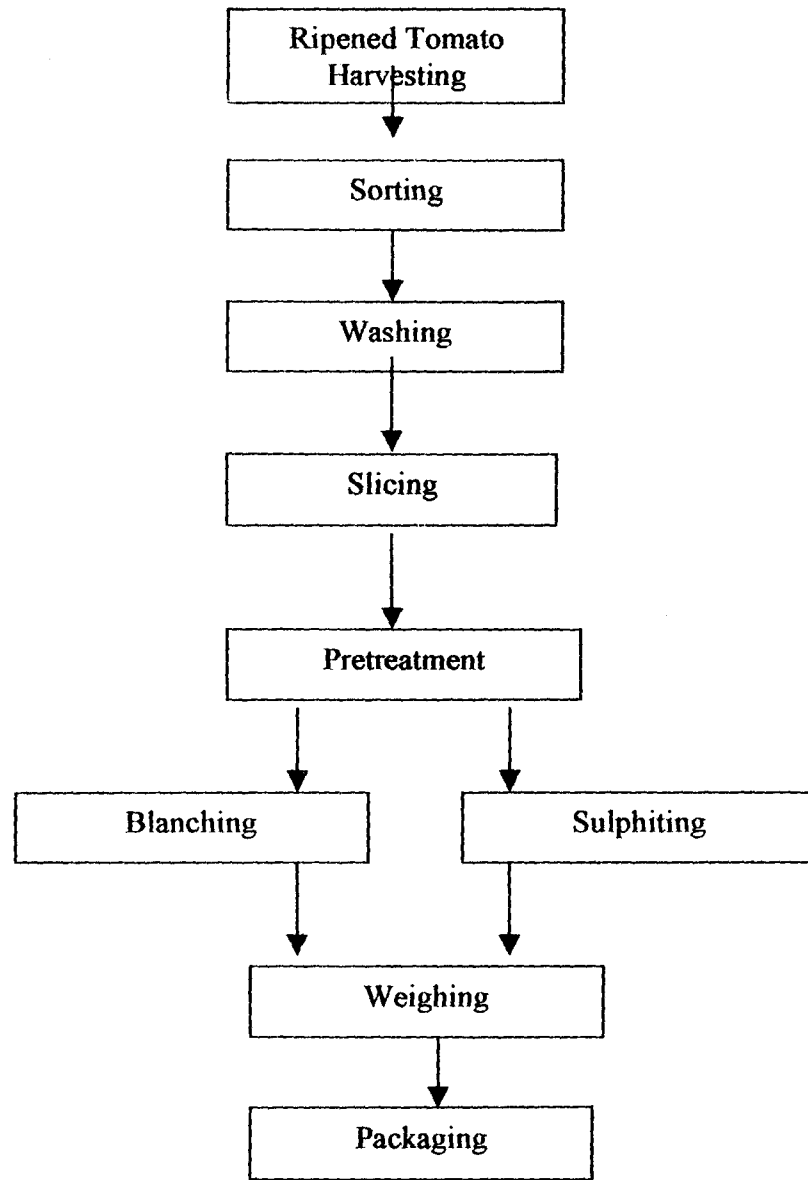 Ripened Tomato
Harvesting
Sorting
Washing
Slicing
Pretreatment
Blanching
Sulphiting
Weighing
Packaging